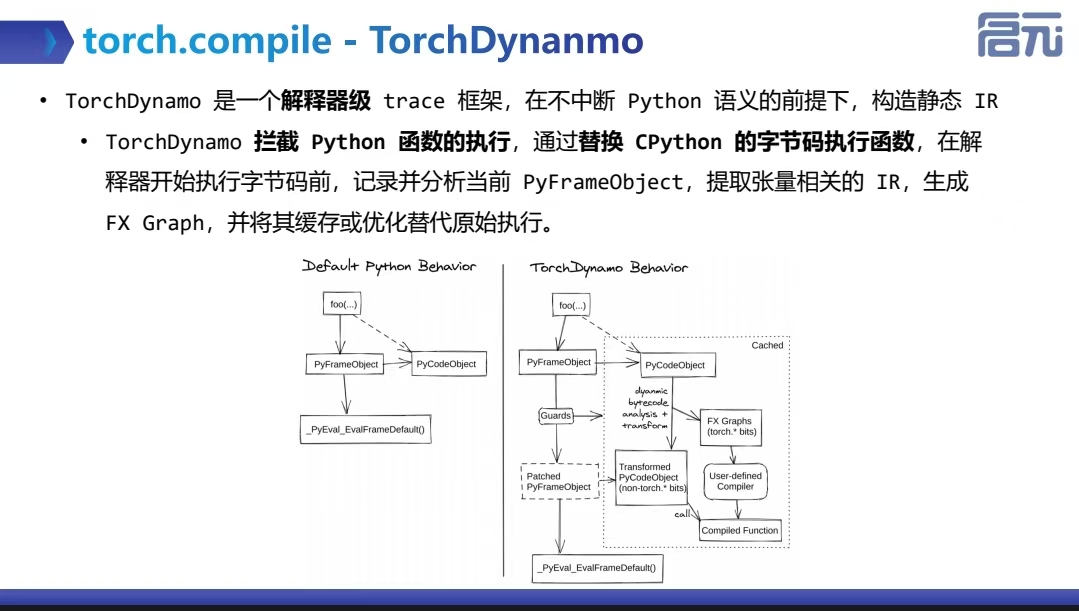 torch.compile - TorchDynanmo
启元
• TorchDynamo 是一个解释器级 trace 框架，在不中断 Python 语义的前提下，构造静态 IR
• TorchDynamo 拦截 Python 函数的执行，通过替换 CPython 的字节码执行函数，在解
释器开始执行字节码前，记录并分析当前 PyFrameObject，提取张量相关的 IR，生成
FX Graph，并将其缓存或优化替代原始执行。
Default Python Behavior
foo(...)
PyFrameObject
PyCodeObject
_PyEval_EvalFrameDefault()
TorchDynamo Behavior
foo(...)
Cached
PyFrameObject
PyCodeObject
dyanmic
bytecode
analysis +
transform
Guards
FX Graphs
(torch.* bits)
Transformed
PyCodeObject
(non-torch.* bits)
Patched
PyFrameObject
User-defined
Compiler
call
Compiled Function
_PyEval_EvalFrameDefault()